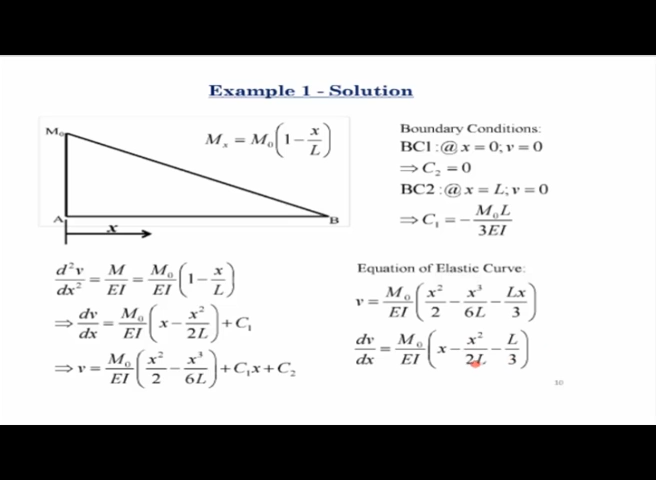 Example 1 - Solution
M₀
Mₓ = M₀(1 − x/L)
A
x
B
Boundary Conditions:
BC1:@ x = 0; v = 0
⇒ C₂ = 0
BC2:@ x = L; v = 0
⇒ C₁ = − M₀L/3EI
d²v/dx² = M/EI = M₀/EI (1 − x/L)
⇒ dv/dx = M₀/EI (x − x²/2L) + C₁
⇒ v = M₀/EI (x²/2 − x³/6L) + C₁x + C₂
Equation of Elastic Curve:
v = M₀/EI (x²/2 − x³/6L − Lx/3)
dv/dx = M₀/EI (x − x²/2L − L/3)
10